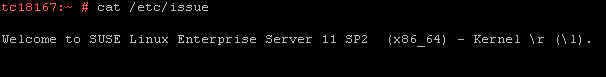 tc18167:~ # cat /etc/issue
Welcome to SUSE Linux Enterprise Server 11 SP2  (x86_64) - Kernel \r (\l).